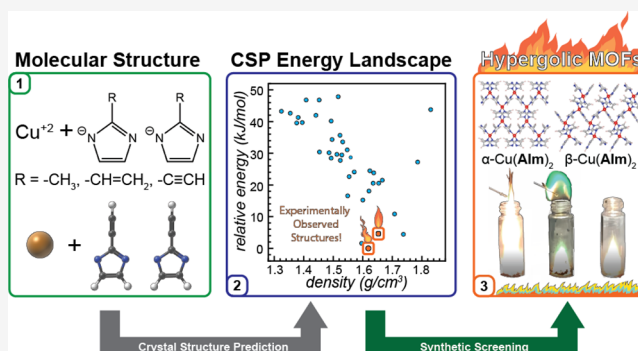 Molecular Structure
1
Cu+2 +
R
R
⊖N
N
⊖N
N
R = -CH3, -CH=CH2, -C≡CH
+
CSP Energy Landscape
relative energy (kJ/mol)
50
40
30
20
10
0
Experimentally
Observed
Structures!
1.3 1.4 1.5 1.6 1.7 1.8
density (g/cm3)
2
Hypergolic MOFs
α-Cu(AIm)2
β-Cu(AIm)2
3
Crystal Structure Prediction
Synthetic Screening